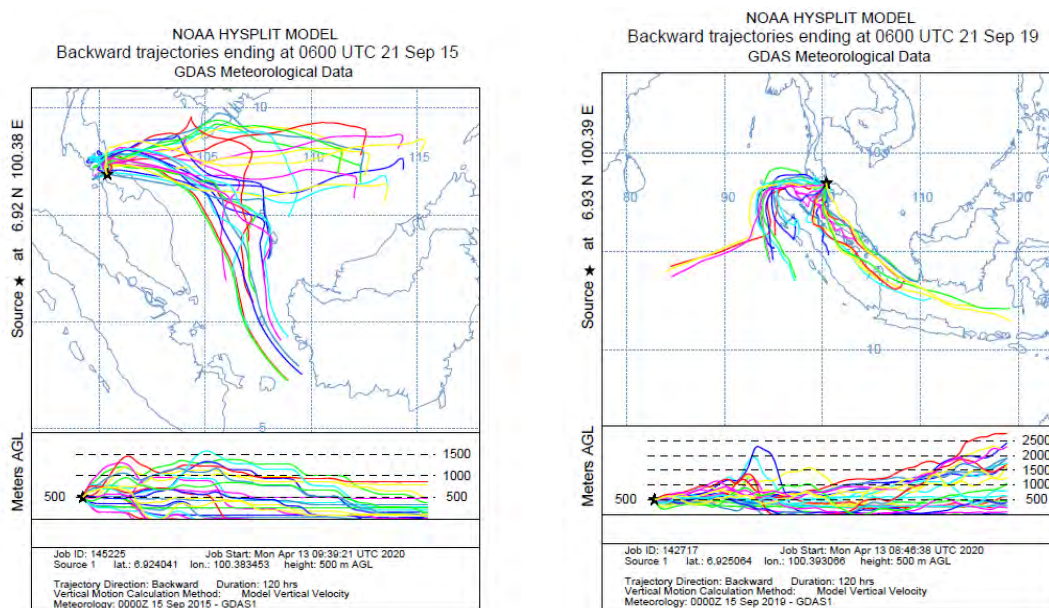 NOAA HYSPLIT MODEL
Backward trajectories ending at 0600 UTC 21 Sep 15
GDAS Meteorological Data
Source ★ at 6.92 N 100.38 E
10
105
110
115
5
Meters AGL
500
1500
1000
500
Job ID: 145225 Job Start: Mon Apr 13 09:39:21 UTC 2020
Source 1 lat.: 6.924041 lon.: 100.383453 height: 500 m AGL
Trajectory Direction: Backward Duration: 120 hrs
Vertical Motion Calculation Method: Model Vertical Velocity
Meteorology: 0000Z 15 Sep 2015 - GDAS1
NOAA HYSPLIT MODEL
Backward trajectories ending at 0600 UTC 21 Sep 19
GDAS Meteorological Data
Source ★ at 6.93 N 100.39 E
10
80
90
110
120
10
Meters AGL
500
2500
2000
1500
1000
500
Job ID: 142717 Job Start: Mon Apr 13 08:46:38 UTC 2020
Source 1 lat.: 6.925064 lon.: 100.393066 height: 500 m AGL
Trajectory Direction: Backward Duration: 120 hrs
Vertical Motion Calculation Method: Model Vertical Velocity
Meteorology: 0000Z 15 Sep 2019 - GDAS1